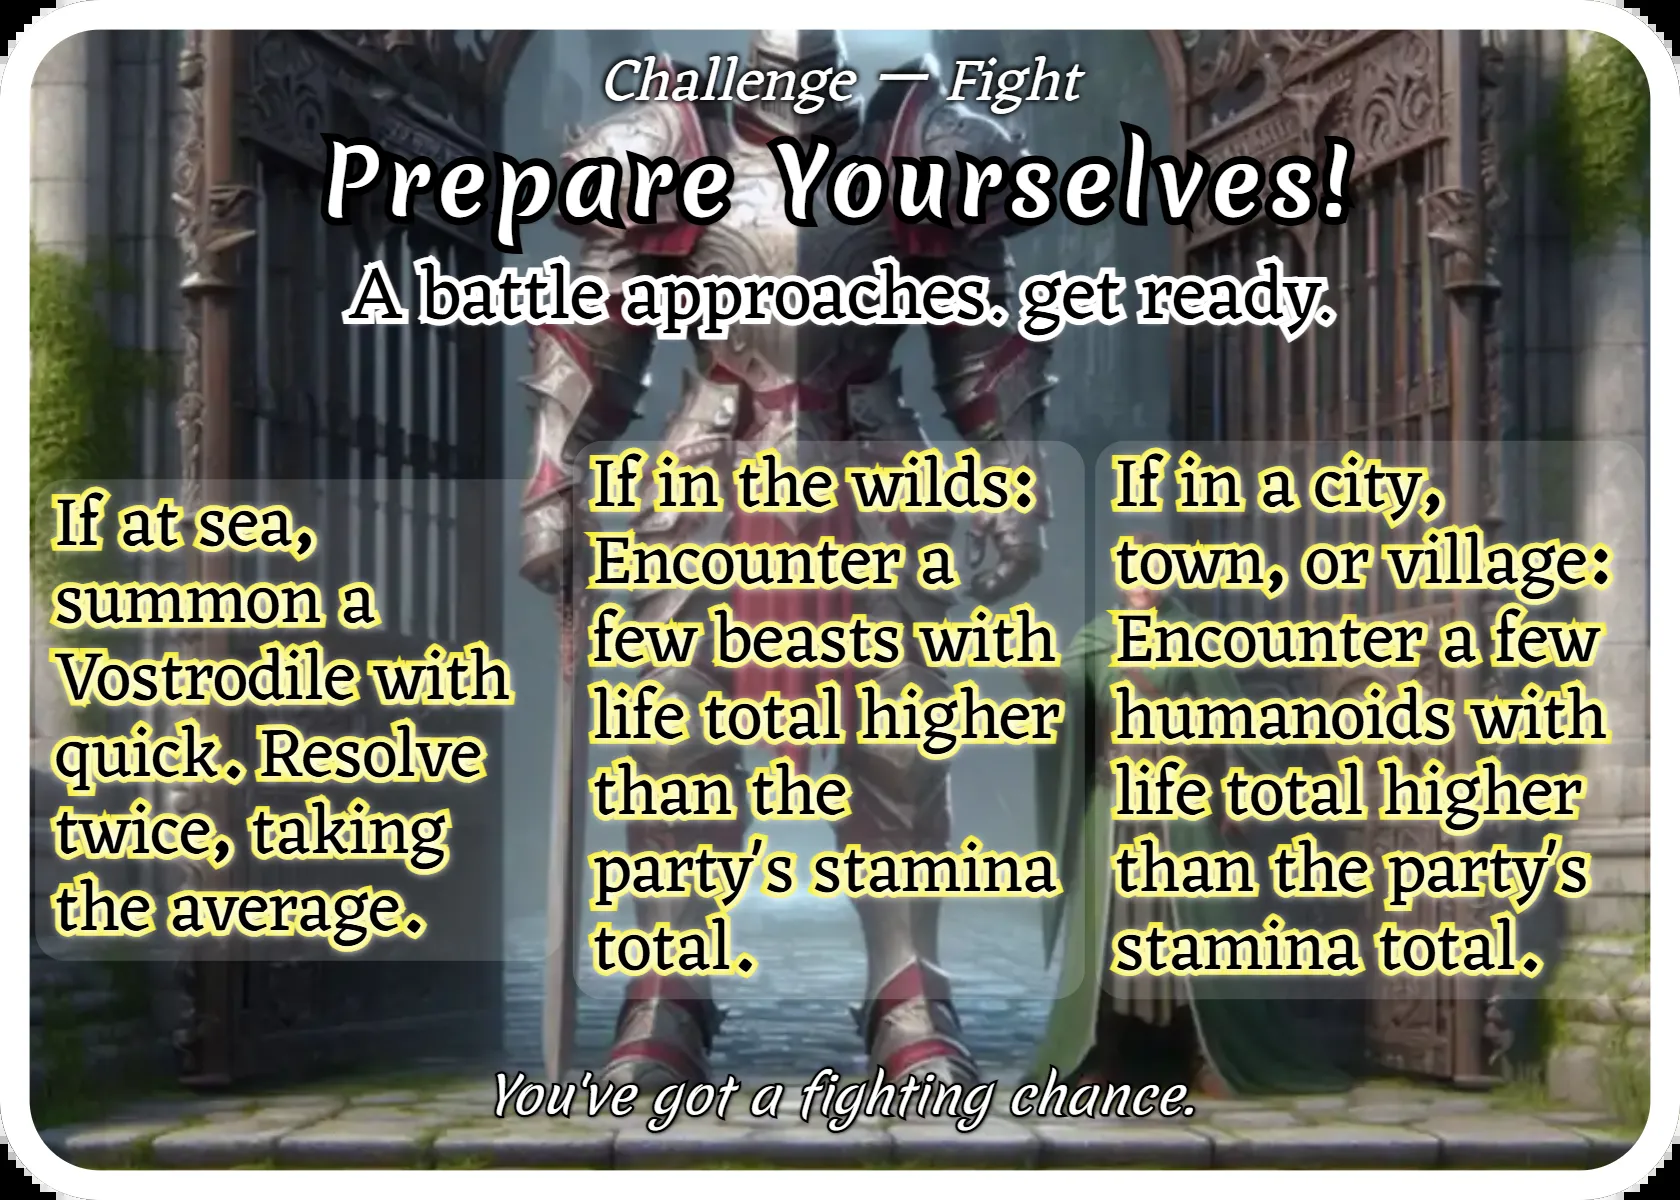 Challenge — Fight
Prepare Yourselves!
A battle approaches. get ready.
If at sea,
summon a
Vostrodile with
quick. Resolve
twice, taking
the average.
If in the wilds:
Encounter a
few beasts with
life total higher
than the
party's stamina
total.
If in a city,
town, or village:
Encounter a few
humanoids with
life total higher
than the party's
stamina total.
You've got a fighting chance.